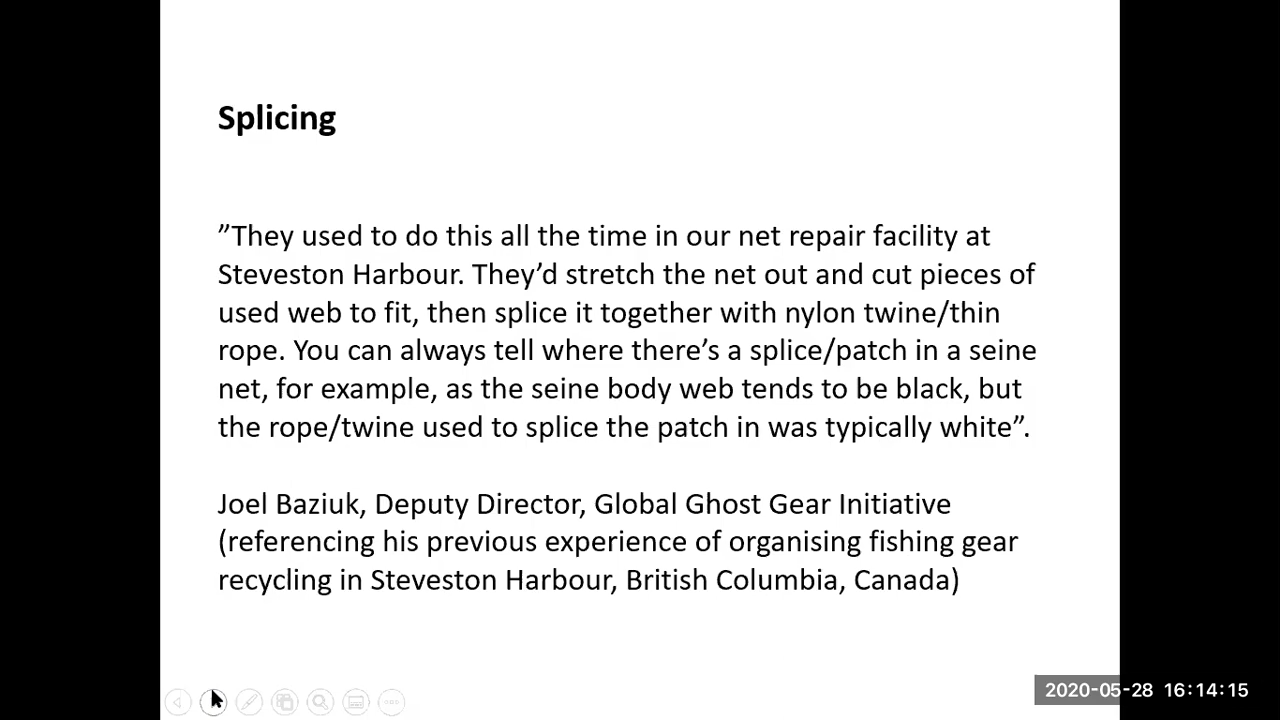 Splicing
”They used to do this all the time in our net repair facility at
Steveston Harbour. They’d stretch the net out and cut pieces of
used web to fit, then splice it together with nylon twine/thin
rope. You can always tell where there’s a splice/patch in a seine
net, for example, as the seine body web tends to be black, but
the rope/twine used to splice the patch in was typically white”.
Joel Baziuk, Deputy Director, Global Ghost Gear Initiative
(referencing his previous experience of organising fishing gear
recycling in Steveston Harbour, British Columbia, Canada)
2020-05-28 16:14:15